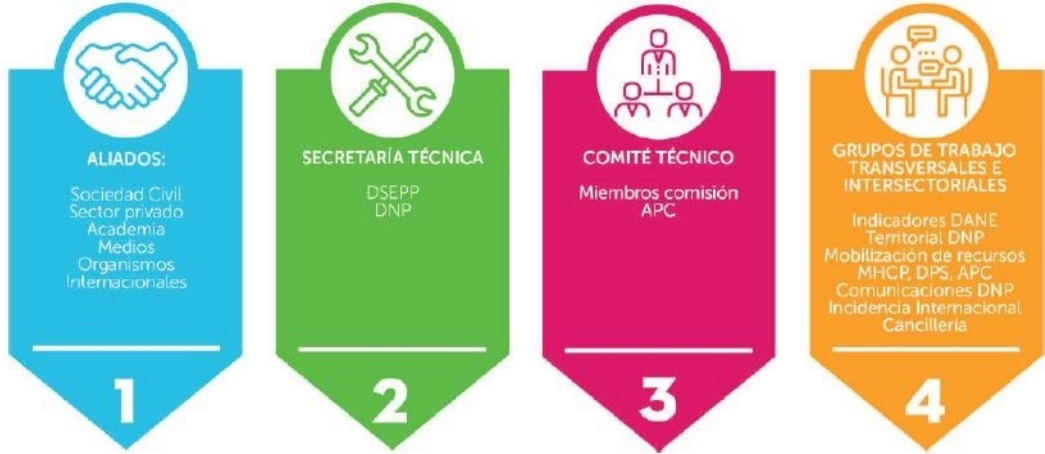 ALIADOS:
Sociedad Civil
Sector privado
Academia
Medios
Organismos
Internacionales
1
SECRETARÍA TÉCNICA
DSEPP
DNP
2
COMITÉ TÉCNICO
Miembros comisión
APC
3
GRUPOS DE TRABAJO
TRANSVERSALES E
INTERSECTORIALES
Indicadores DANE
Territorial DNP
Mobilización de recursos
MHCP, DPS, APC
Comunicaciones DNP
Incidencia Internacional
Cancillería
4